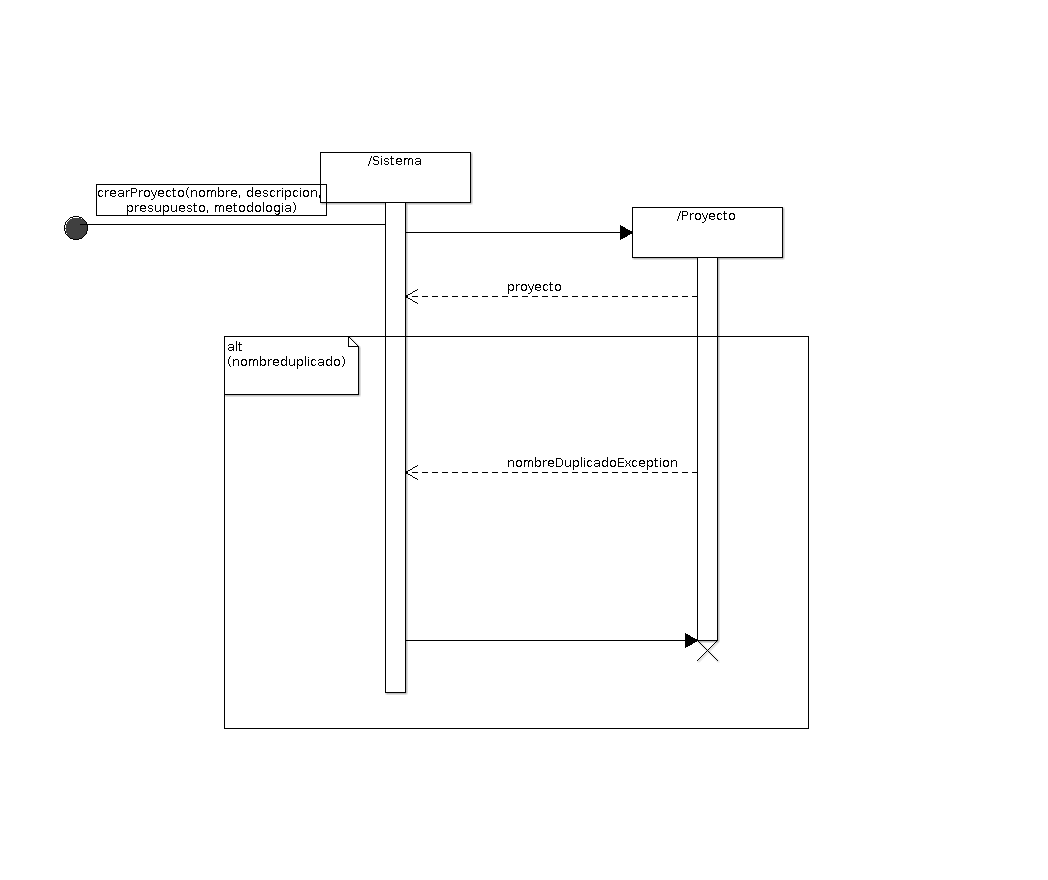 /Sistema
crearProyecto(nombre, descripcion,
presupuesto, metodologia)
/Proyecto
proyecto
alt
(nombreduplicado)
nombreDuplicadoException